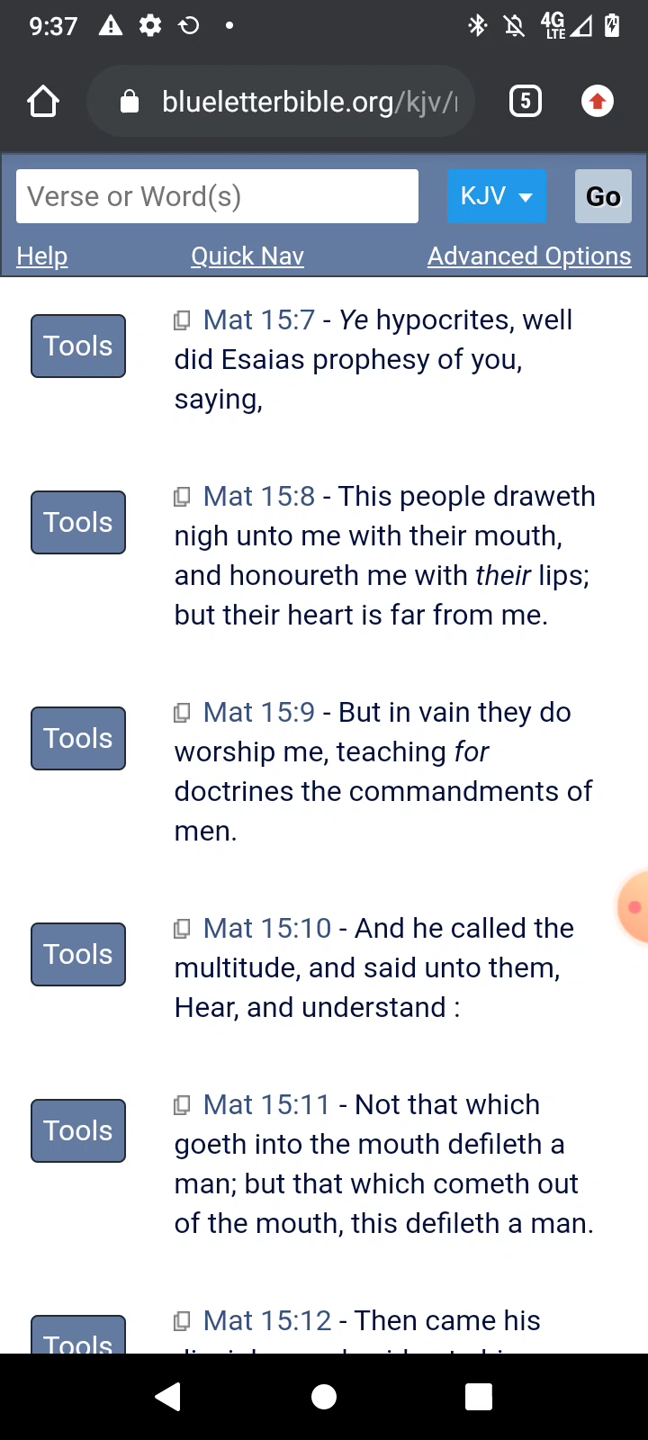 9:37
4G
LTE
blueletterbible.org/kjv/
5
Verse or Word(s)
KJV
Go
Help Quick Nav Advanced Options
Tools
Mat 15:7 - Ye hypocrites, well
did Esaias prophesy of you,
saying,
Tools
Mat 15:8 - This people draweth
nigh unto me with their mouth,
and honoureth me with their lips;
but their heart is far from me.
Tools
Mat 15:9 - But in vain they do
worship me, teaching for
doctrines the commandments of
men.
Tools
Mat 15:10 - And he called the
multitude, and said unto them,
Hear, and understand :
Tools
Mat 15:11 - Not that which
goeth into the mouth defileth a
man; but that which cometh out
of the mouth, this defileth a man.
Tools
Mat 15:12 - Then came his